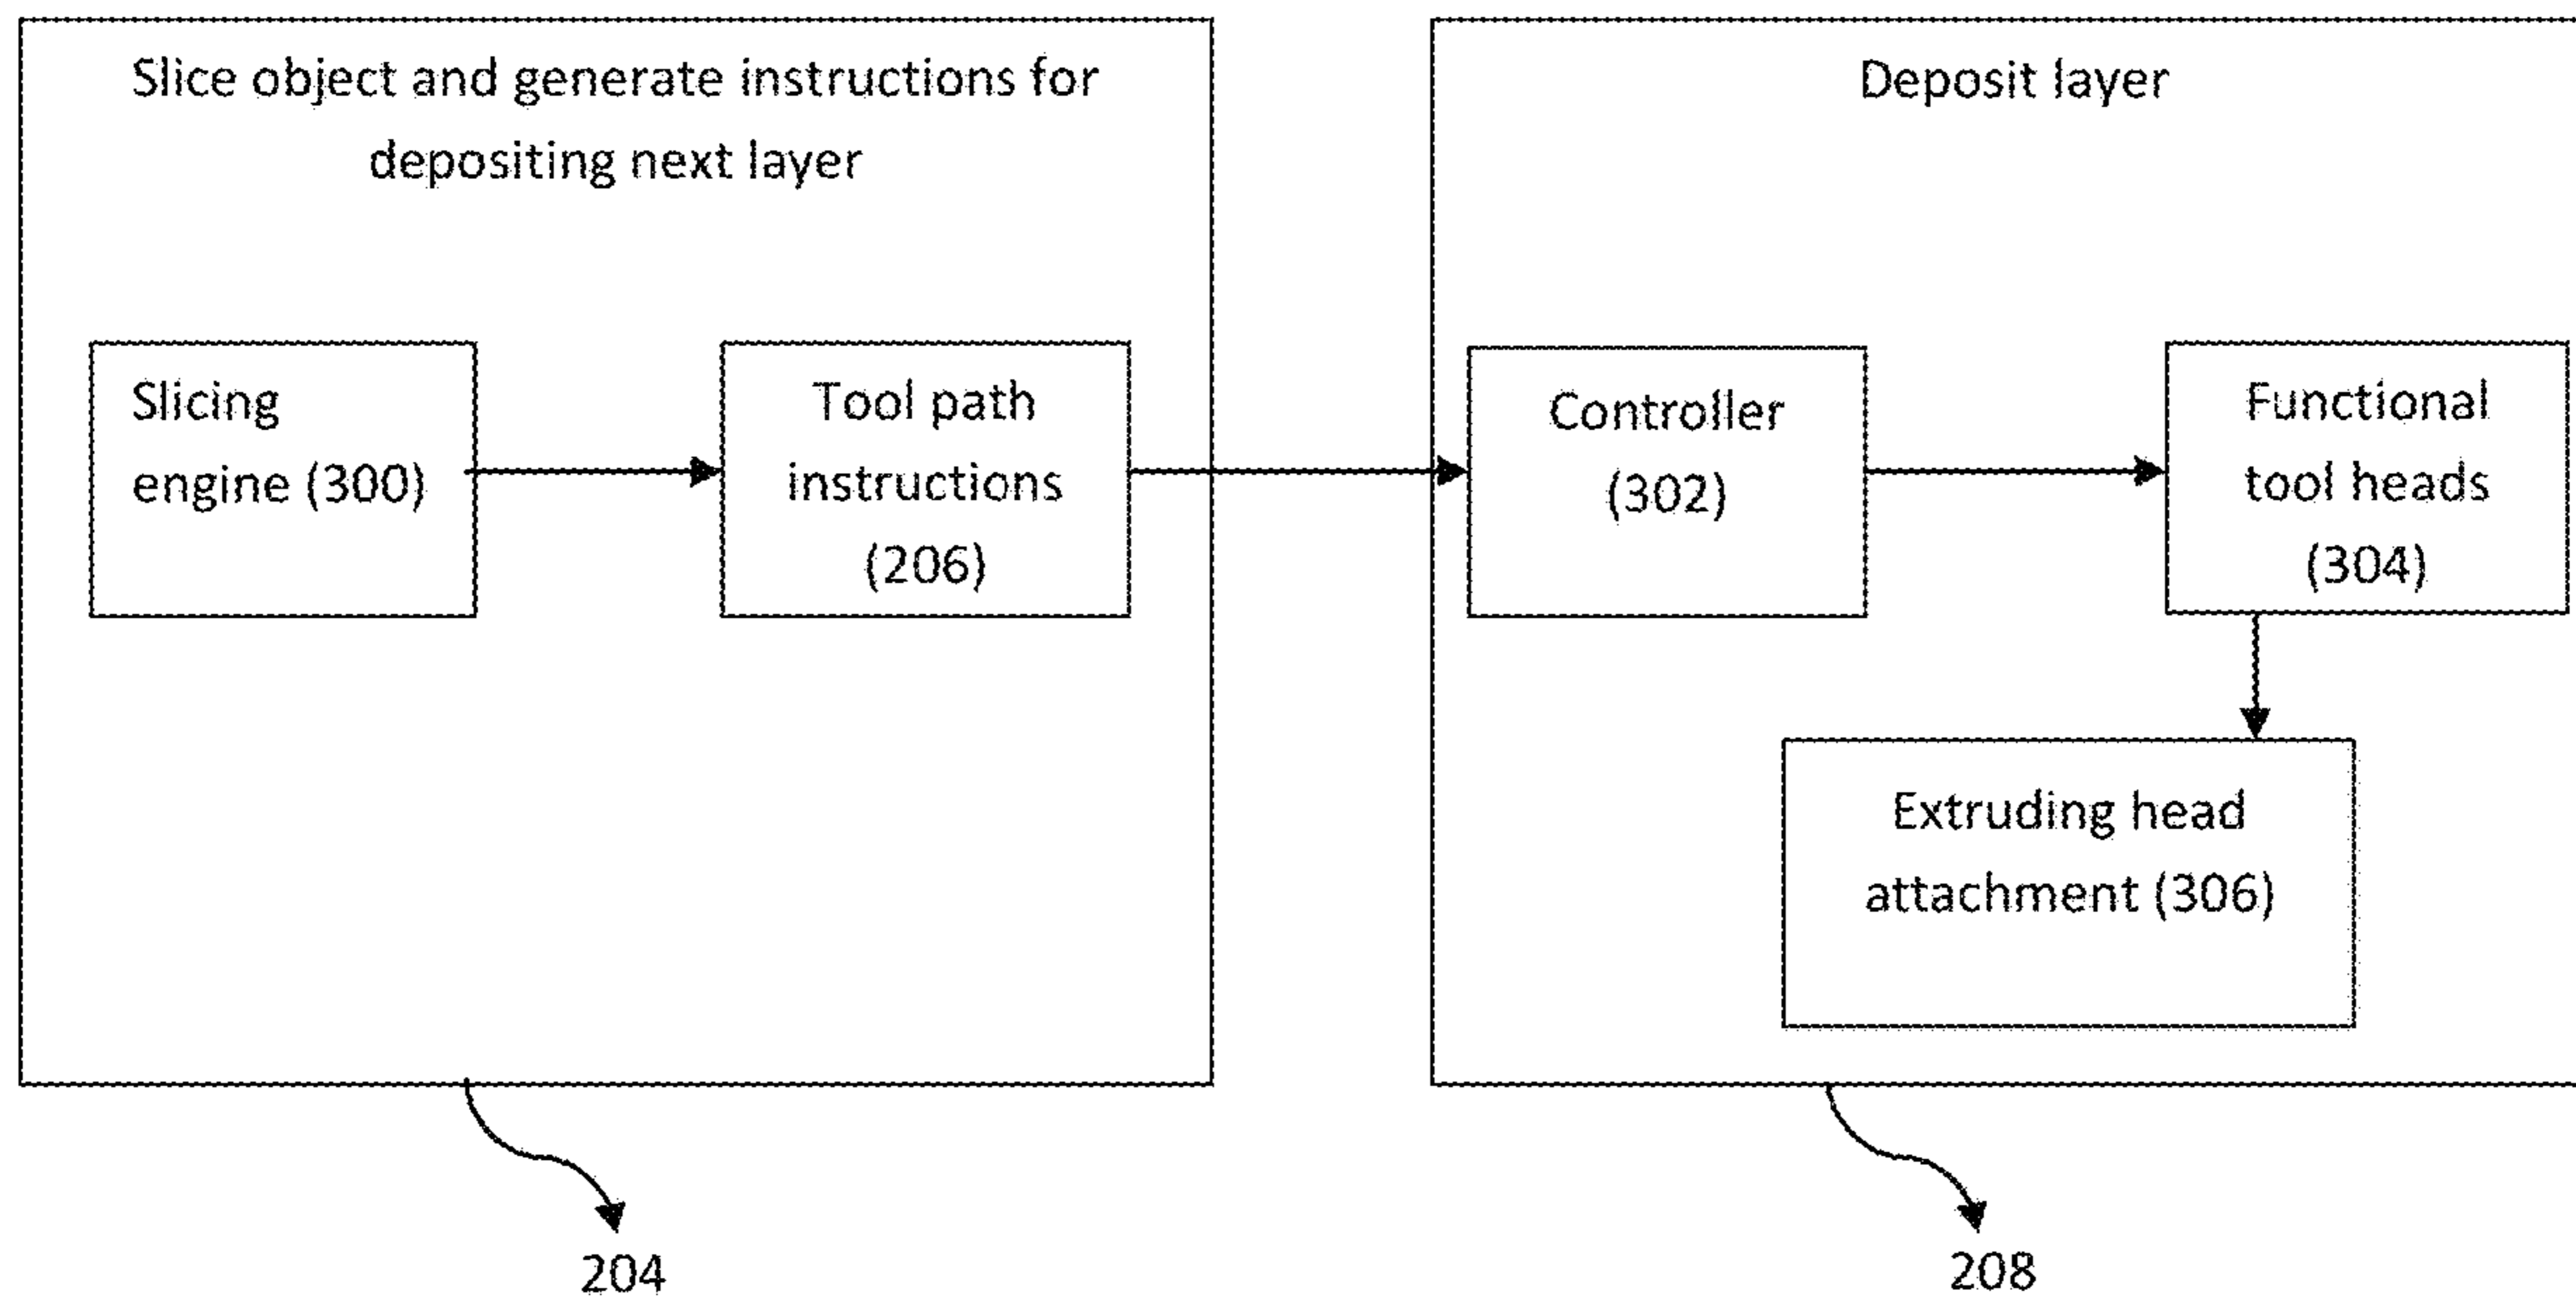 Slice object and generate instructions for
depositing next layer
Slicing
engine (300)
Tool path
instructions
(206)
204
Deposit layer
Controller
(302)
Functional
tool heads
(304)
Extruding head
attachment (306)
208